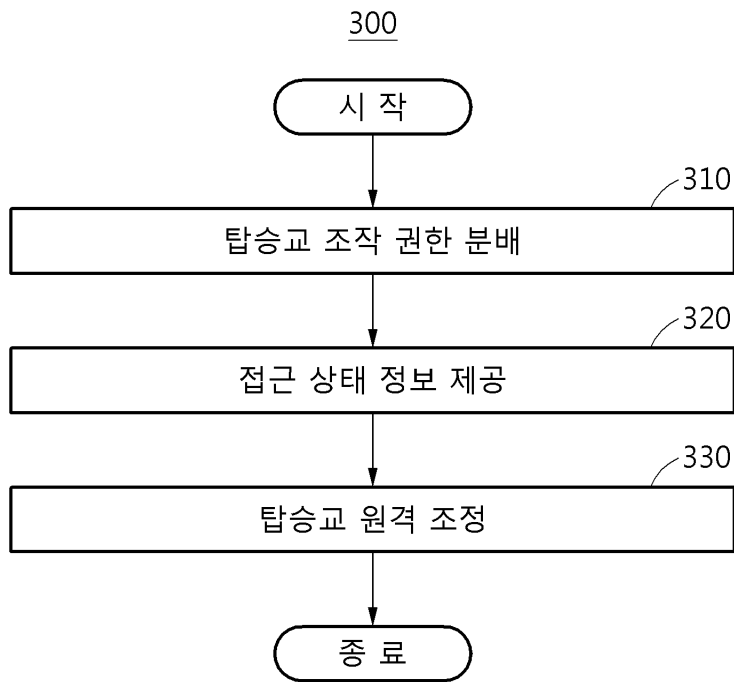 300
시 작
310
탑승교 조작 권한 분배
320
접근 상태 정보 제공
330
탑승교 원격 조정
종 료